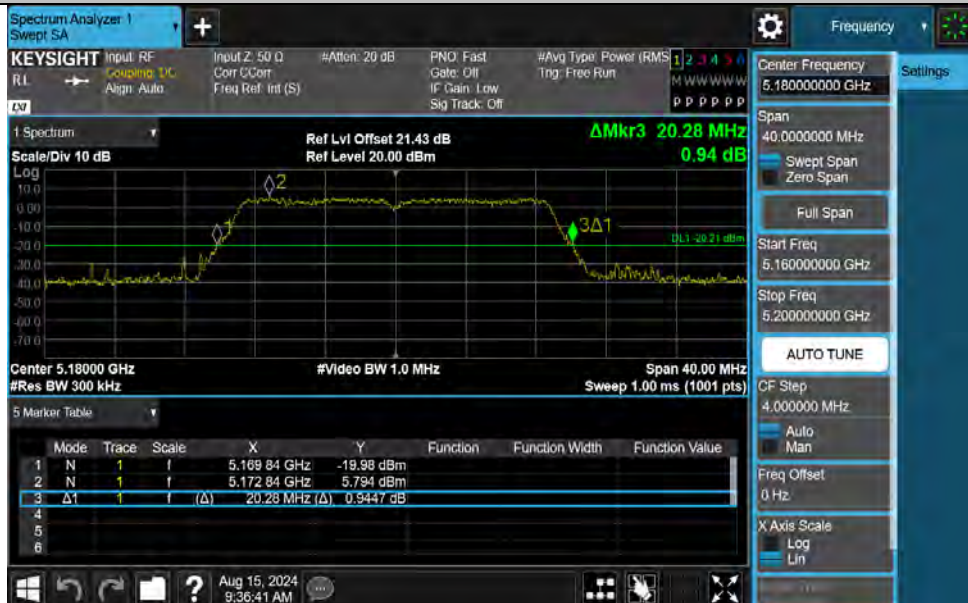 Spectrum Analyzer 1
Swept SA
+
Frequency
KEYSIGHT
RL
LXI
Input: RF
Coupling: DC
Align: Auto
Input Z: 50 Ω
Corr CCorr
Freq Ref: Int (S)
#Atten: 20 dB
PNO: Fast
Gate: Off
IF Gain: Low
Sig Track: Off
#Avg Type: Power (RMS
Trig: Free Run
1 2 3 4 5 6
M W W W W W
P P P P P P
1 Spectrum
Scale/Div 10 dB
Ref Lvl Offset 21.43 dB
Ref Level 20.00 dBm
ΔMkr3 20.28 MHz
0.94 dB
Log
10.0
0.00
-10.0
-20.0
-30.0
-40.0
-50.0
-60.0
-70.0
2
1
3Δ1
DL1 -20.21 dBm
Center 5.18000 GHz
#Res BW 300 kHz
#Video BW 1.0 MHz
Span 40.00 MHz
Sweep 1.00 ms (1001 pts)
5 Marker Table
Mode Trace Scale X Y Function Function Width Function Value
1 N 1 f 5.169 84 GHz -19.98 dBm
2 N 1 f 5.172 84 GHz 5.794 dBm
3 Δ1 1 f (Δ) 20.28 MHz (Δ) 0.9447 dB
4
5
6
?
Aug 15, 2024
9:36:41 AM
Center Frequency
5.180000000 GHz
Settings
Span
40.0000000 MHz
Swept Span
Zero Span
Full Span
Start Freq
5.160000000 GHz
Stop Freq
5.200000000 GHz
AUTO TUNE
CF Step
4.000000 MHz
Auto
Man
Freq Offset
0 Hz
X Axis Scale
Log
Lin